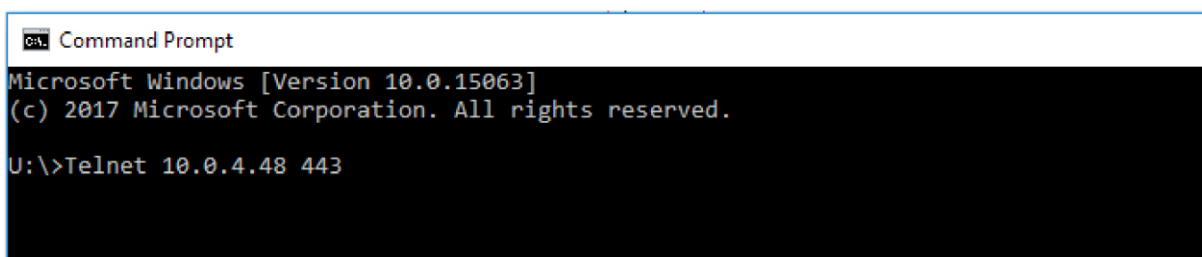 Command Prompt
Microsoft Windows [Version 10.0.15063]
(c) 2017 Microsoft Corporation. All rights reserved.
U:\>Telnet 10.0.4.48 443